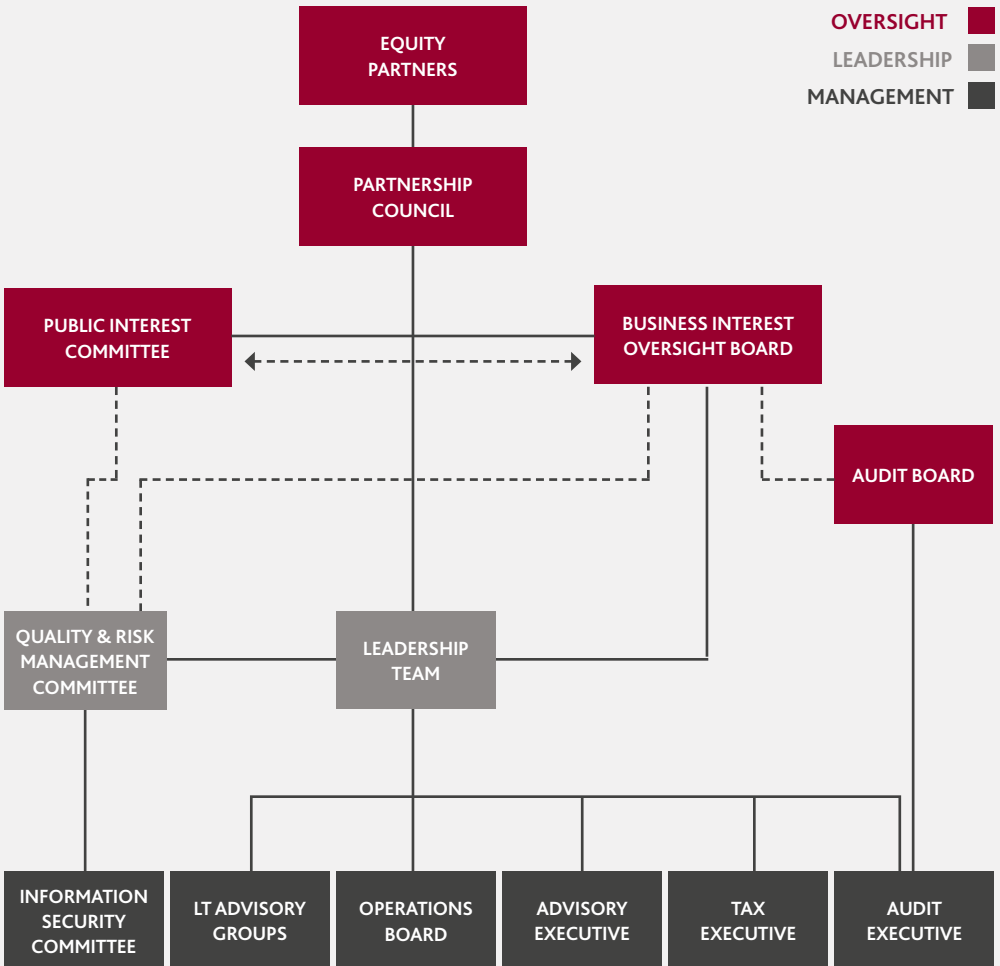 EQUITY
PARTNERS
OVERSIGHT
LEADERSHIP
MANAGEMENT
PARTNERSHIP
COUNCIL
PUBLIC INTEREST
COMMITTEE
BUSINESS INTEREST
OVERSIGHT BOARD
AUDIT BOARD
QUALITY & RISK
MANAGEMENT
COMMITTEE
LEADERSHIP
TEAM
INFORMATION
SECURITY
COMMITTEE
LT ADVISORY
GROUPS
OPERATIONS
BOARD
ADVISORY
EXECUTIVE
TAX
EXECUTIVE
AUDIT
EXECUTIVE